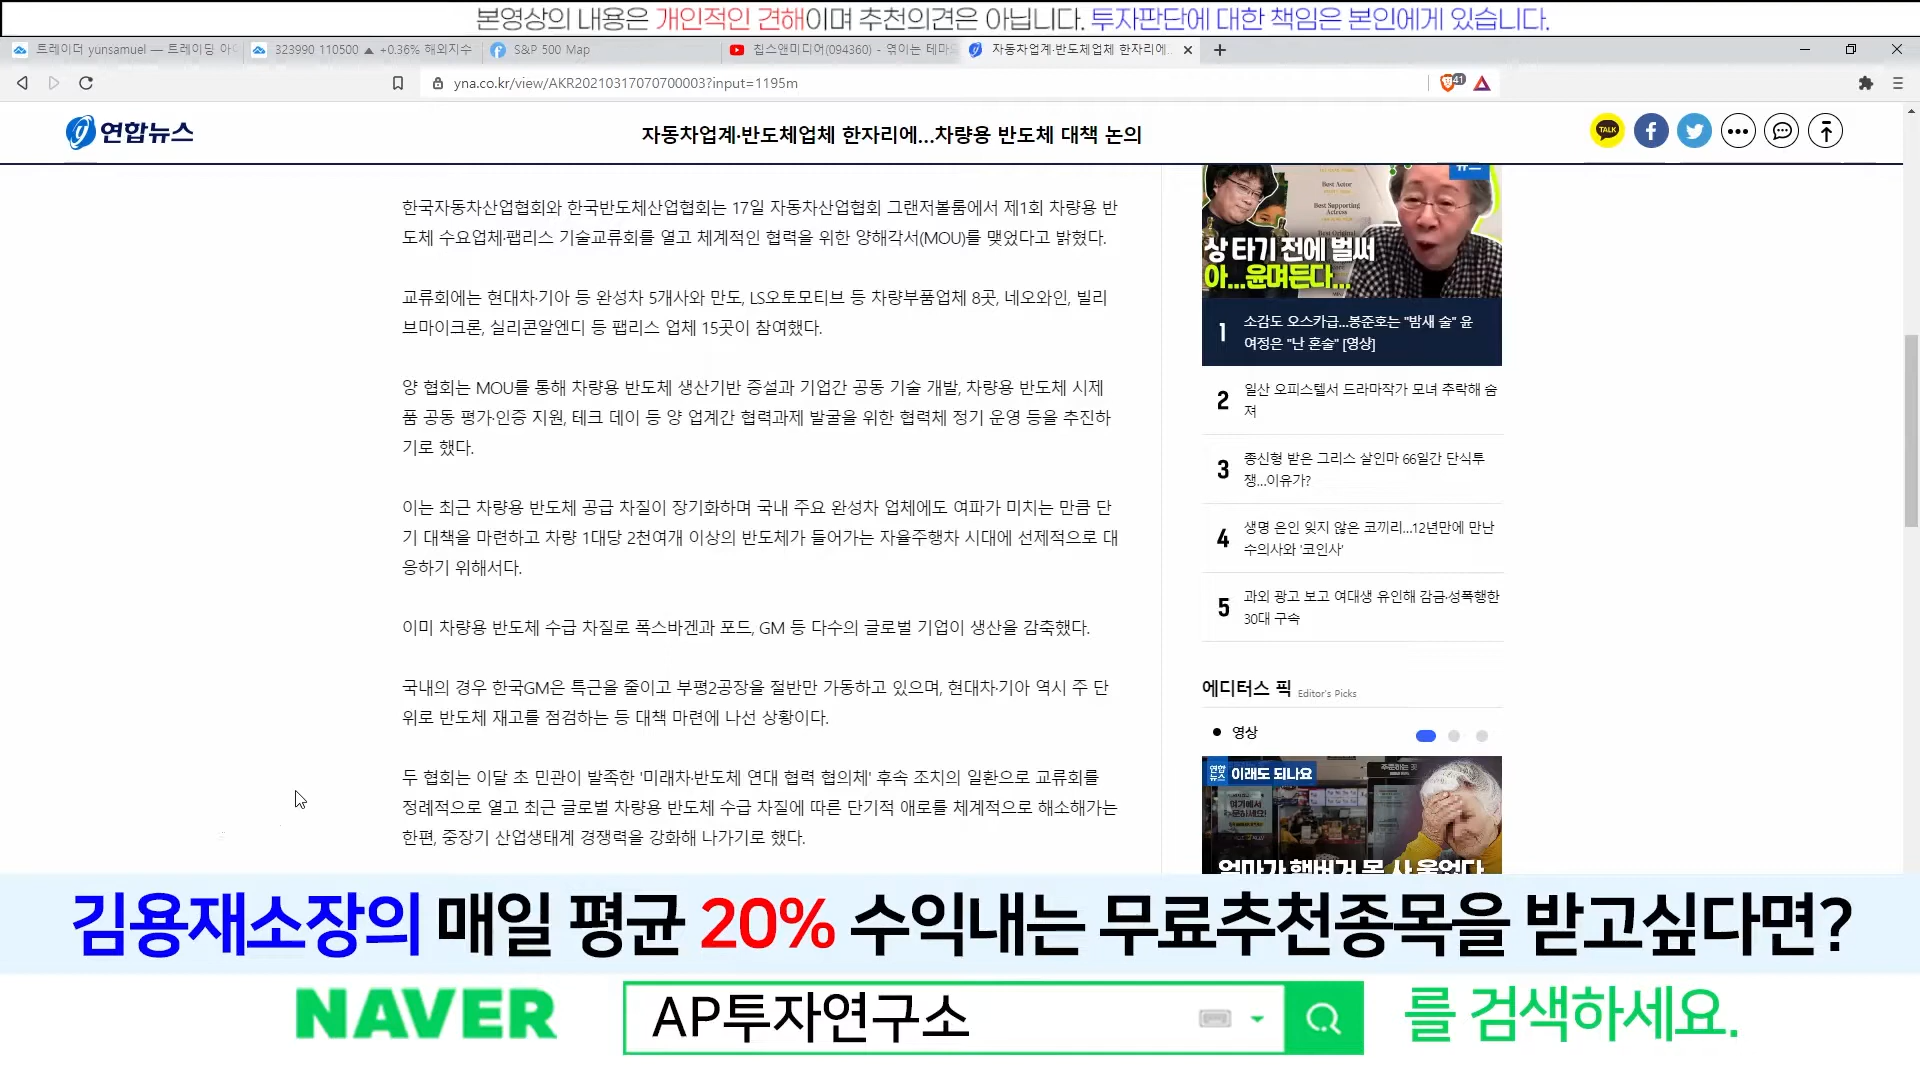 본영상의 내용은 개인적인 견해이며 추천의견은 아닙니다. 투자판단에 대한 책임은 본인에게 있습니다.
트레이더 yunsamuel — 트레이딩 아이
323990 110500 ▲ +0.36% 해외지수
S&P 500 Map
칩스앤미디어(094360) - 엮이는 테마
자동차업계·반도체업체 한자리에...
yna.co.kr/view/AKR20210317070700003?input=1195m
41
연합뉴스
자동차업계·반도체업체 한자리에...차량용 반도체 대책 논의
TALK
한국자동차산업협회와 한국반도체산업협회는 17일 자동차산업협회 그랜저볼룸에서 제1회 차량용 반
도체 수요업체·팹리스 기술교류회를 열고 체계적인 협력을 위한 양해각서(MOU)를 맺었다고 밝혔다.
교류회에는 현대차·기아 등 완성차 5개사와 만도, LS오토모티브 등 차량부품업체 8곳, 네오와인, 빌리
브마이크론, 실리콘알엔디 등 팹리스 업체 15곳이 참여했다.
양 협회는 MOU를 통해 차량용 반도체 생산기반 증설과 기업간 공동 기술 개발, 차량용 반도체 시제
품 공동 평가·인증 지원, 테크 데이 등 양 업계간 협력과제 발굴을 위한 협력체 정기 운영 등을 추진하
기로 했다.
이는 최근 차량용 반도체 공급 차질이 장기화하며 국내 주요 완성차 업체에도 여파가 미치는 만큼 단
기 대책을 마련하고 차량 1대당 2천여개 이상의 반도체가 들어가는 자율주행차 시대에 선제적으로 대
응하기 위해서다.
이미 차량용 반도체 수급 차질로 폭스바겐과 포드, GM 등 다수의 글로벌 기업이 생산을 감축했다.
국내의 경우 한국GM은 특근을 줄이고 부평2공장을 절반만 가동하고 있으며, 현대차·기아 역시 주 단
위로 반도체 재고를 점검하는 등 대책 마련에 나선 상황이다.
두 협회는 이달 초 민관이 발족한 '미래차·반도체 연대 협력 협의체' 후속 조치의 일환으로 교류회를
정례적으로 열고 최근 글로벌 차량용 반도체 수급 차질에 따른 단기적 애로를 체계적으로 해소해가는
한편, 중장기 산업생태계 경쟁력을 강화해 나가기로 했다.
뉴스
Best Actor
Best Supporting
Actress
상 타기 전에 벌써
아...윤며든다...
1 소감도 오스카급...봉준호는 "밤새 술" 윤
여정은 "난 혼술" [영상]
2 일산 오피스텔서 드라마작가 모녀 추락해 숨
져
3 종신형 받은 그리스 살인마 66일간 단식투
쟁...이유가?
4 생명 은인 잊지 않은 코끼리...12년만에 만난
수의사와 '코인사'
5 과외 광고 보고 여대생 유인해 감금·성폭행한
30대 구속
에디터스 픽 Editor's Picks
영상
연합뉴스 이래도 되나요
엄마가 햄버거 못 사 울었다
김용재소장의 매일 평균 20% 수익내는 무료추천종목을 받고싶다면?
NAVER AP투자연구소 를 검색하세요.